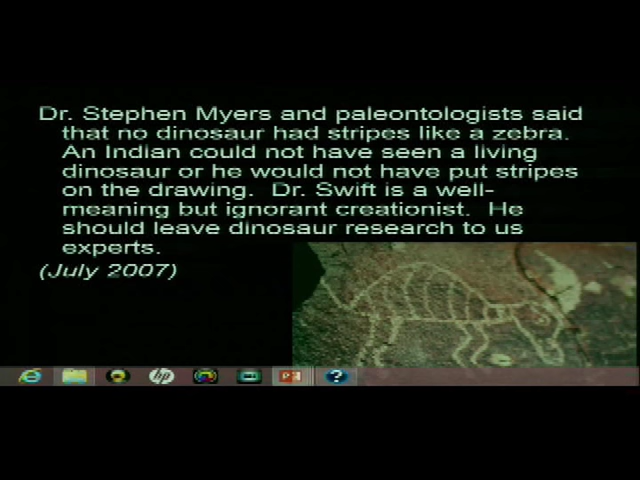 Dr. Stephen Myers and paleontologists said
that no dinosaur had stripes like a zebra.
An Indian could not have seen a living
dinosaur or he would not have put stripes
on the drawing. Dr. Swift is a well-
meaning but ignorant creationist. He
should leave dinosaur research to us
experts.
(July 2007)
hp
?